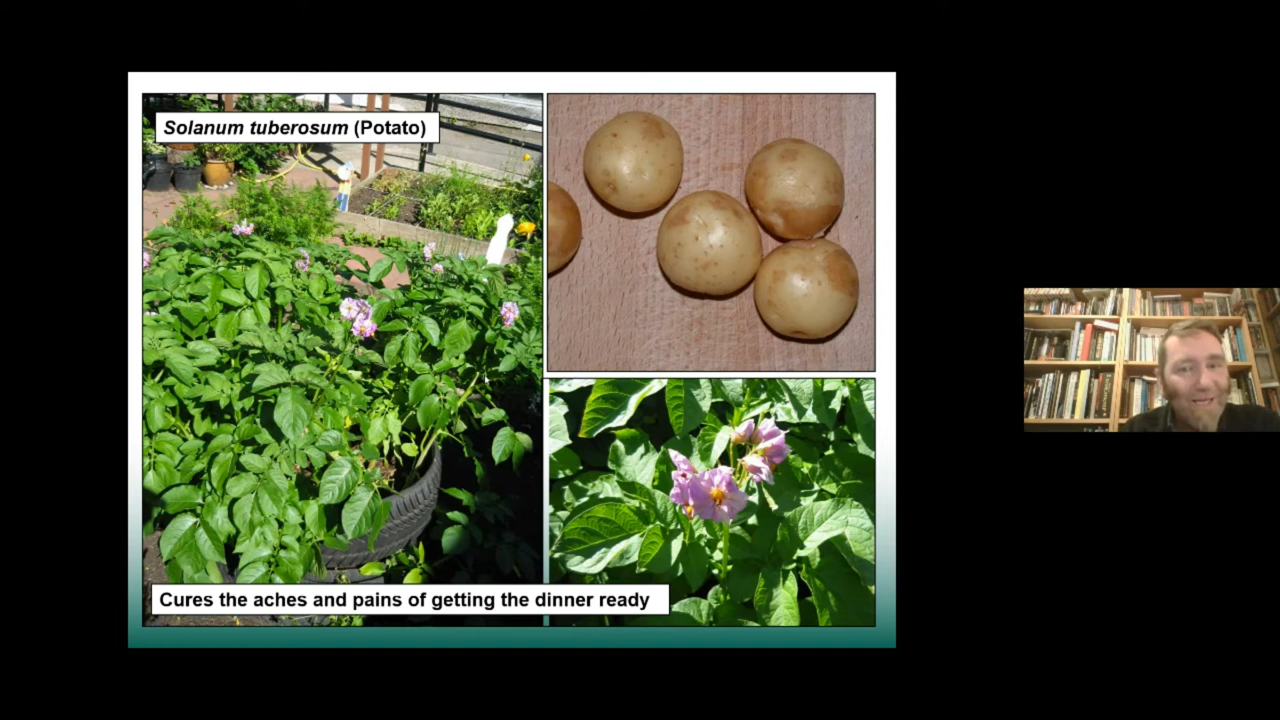 Solanum tuberosum (Potato)
Cures the aches and pains of getting the dinner ready